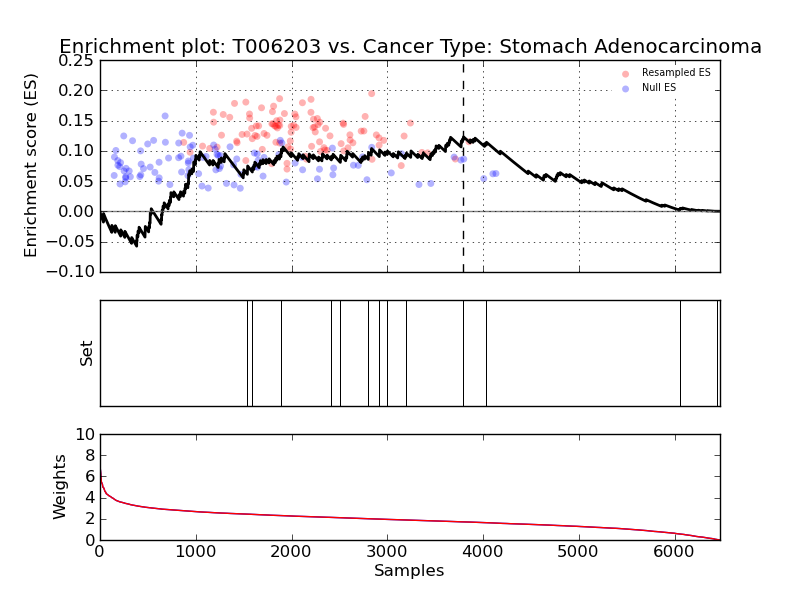 Enrichment plot: T006203 vs. Cancer Type: Stomach Adenocarcinoma
Enrichment score (ES)
0.25
0.20
0.15
0.10
0.05
0.00
−0.05
−0.10
Resampled ES
Null ES
Set
Weights
10
8
6
4
2
0
0 1000 2000 3000 4000 5000 6000
Samples